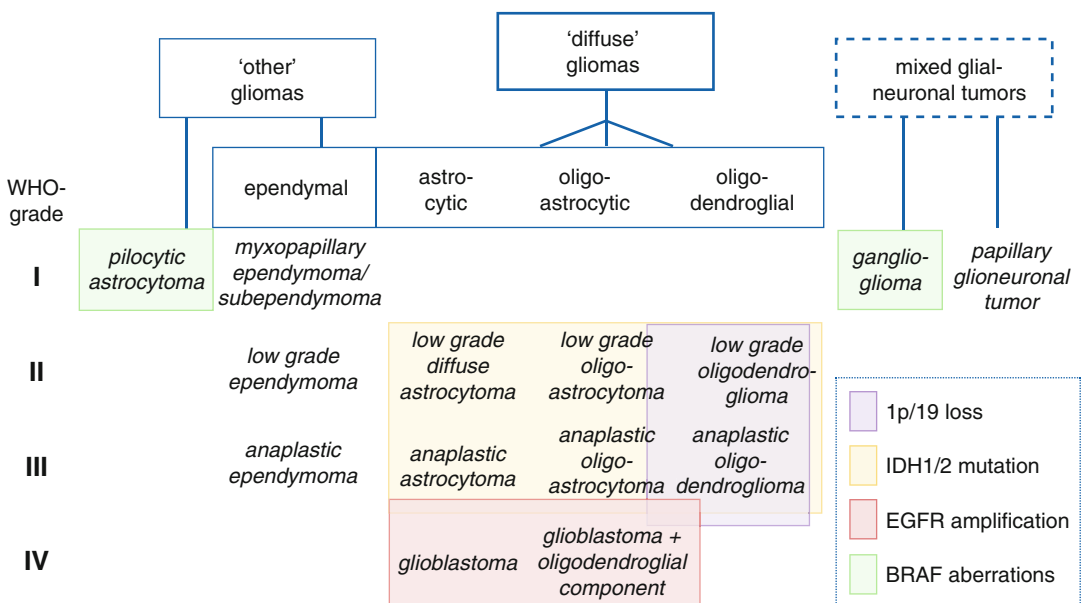 'other'
gliomas
'diffuse'
gliomas
mixed glial-
neuronal tumors
WHO-
grade
ependymal
astro-
cytic
oligo-
astrocytic
oligo-
dendroglial
I
pilocytic
astrocytoma
myxopapillary
ependymoma/
subependymoma
ganglio-
glioma
papillary
glioneuronal
tumor
II
low grade
ependymoma
low grade
diffuse
astrocytoma
low grade
oligo-
astrocytoma
low grade
oligodendro-
glioma
III
anaplastic
ependymoma
anaplastic
astrocytoma
anaplastic
oligo-
astrocytoma
anaplastic
oligo-
dendroglioma
IV
glioblastoma
glioblastoma +
oligodendroglial
component
1p/19 loss
IDH1/2 mutation
EGFR amplification
BRAF aberrations